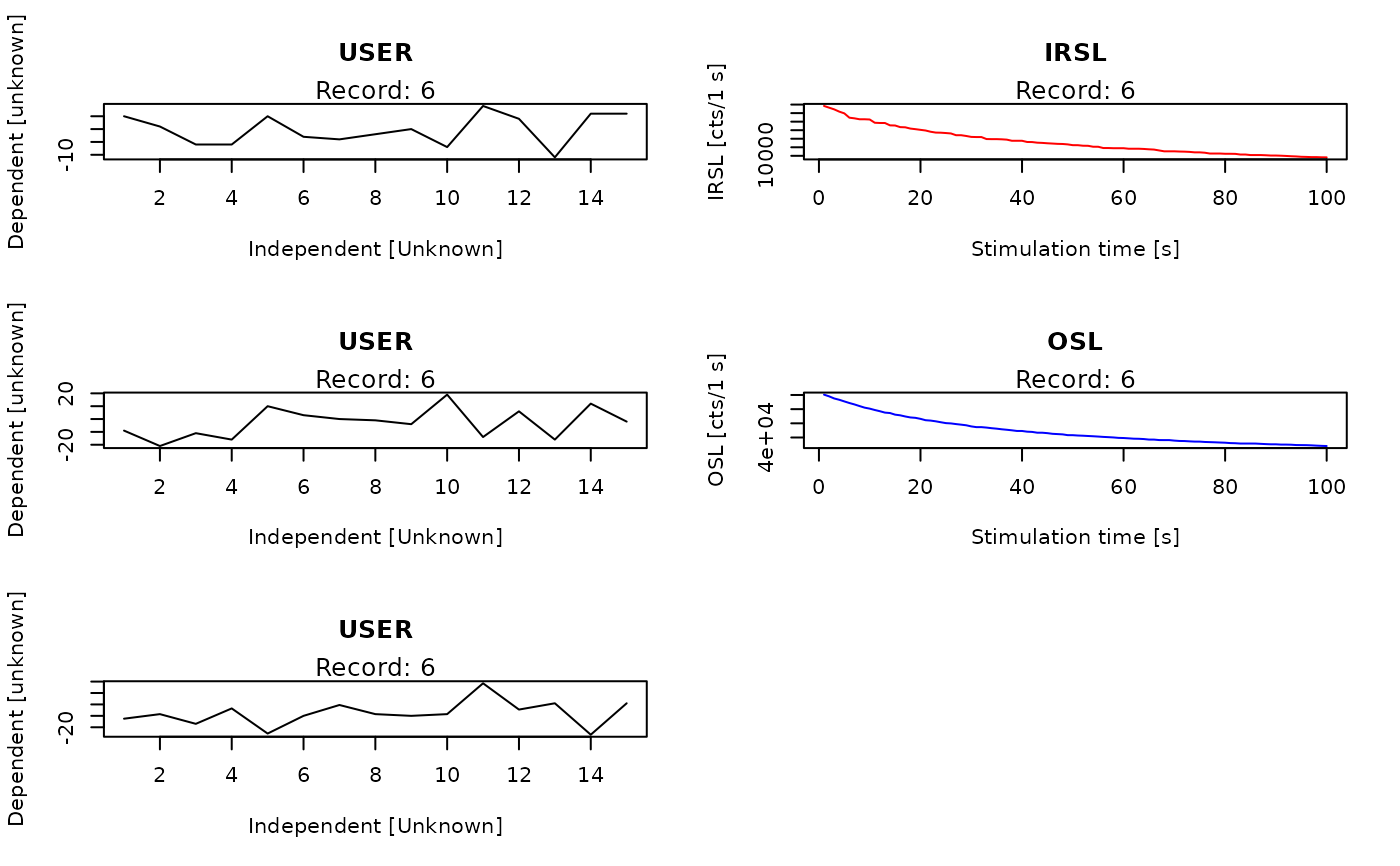 USER
Record: 6
Dependent [unknown]
-10
2 4 6 8 10 12 14
Independent [Unknown]
IRSL
Record: 6
IRSL [cts/1 s]
10000
0 20 40 60 80 100
Stimulation time [s]
USER
Record: 6
Dependent [unknown]
20
-20
2 4 6 8 10 12 14
Independent [Unknown]
OSL
Record: 6
OSL [cts/1 s]
4e+04
0 20 40 60 80 100
Stimulation time [s]
USER
Record: 6
Dependent [unknown]
-20
2 4 6 8 10 12 14
Independent [Unknown]